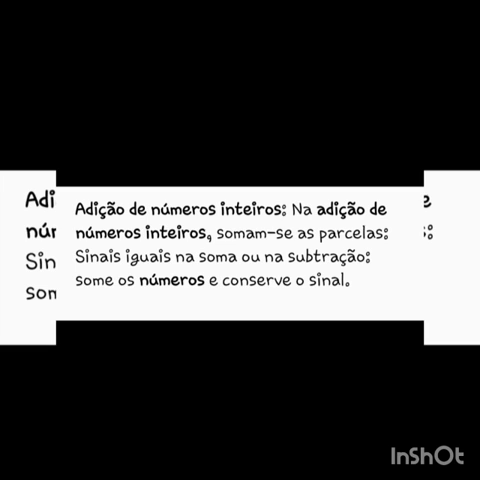 Adição de números inteiros: Na adição de
números inteiros, somam-se as parcelas:
Sinais iguais na soma ou na subtração:
some os números e conserve o sinal.
InShOt